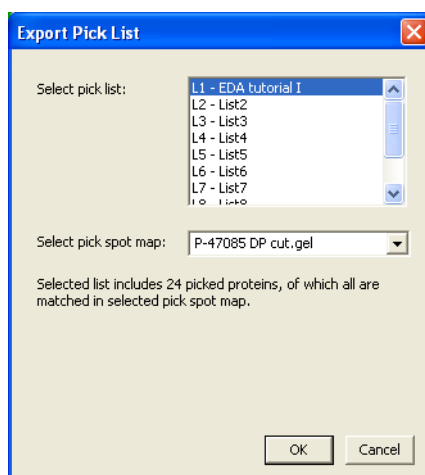 Export Pick List
Select pick list:
L1 - EDA tutorial I
L2 - List2
L3 - List3
L4 - List4
L5 - List5
L6 - List6
L7 - List7
L8 - List8
Select pick spot map:
P-47085 DP cut.gel
Selected list includes 24 picked proteins, of which all are
matched in selected pick spot map.
OK
Cancel